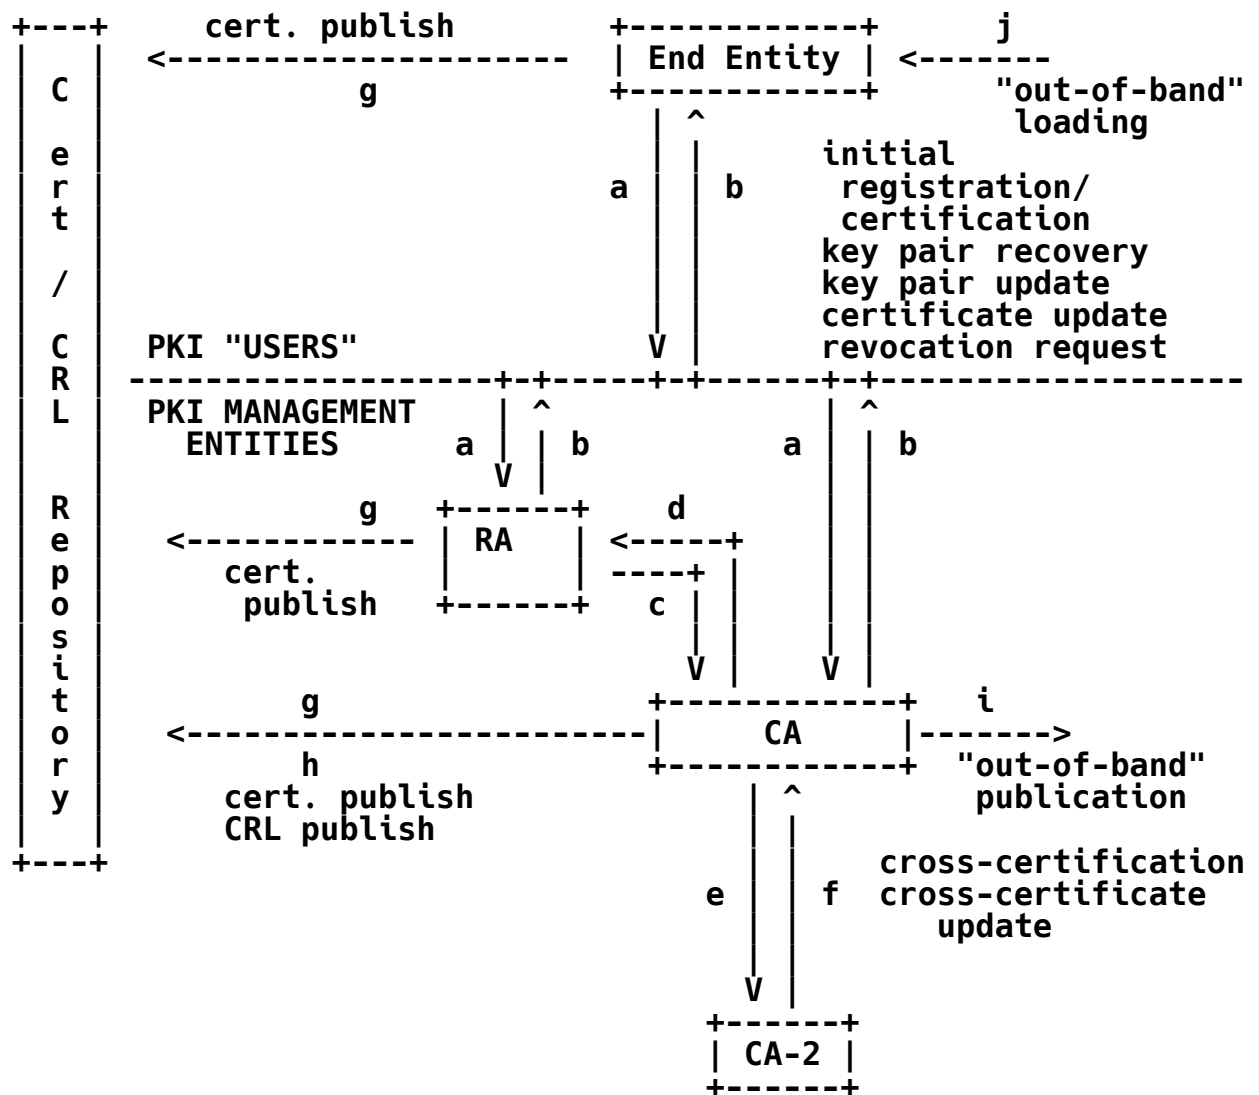 +---+     cert. publish        +------------+      j
|   |  <---------------------  | End Entity | <-------
| C |             g            +------------+      "out-of-band"
|   |                            | ^                loading
| e |                            | |      initial
| r |                          a | | b     registration/
| t |                            | |       certification
|   |                            | |      key pair recovery
| / |                            | |      key pair update
|   |                            | |      certificate update
| C |  PKI "USERS"               V |      revocation request
| R | -------------------+-+-----+-+------+-+-------------------
| L |  PKI MANAGEMENT    | ^              | ^
|   |    ENTITIES      a | | b          a | | b
|   |                    V |              | |
| R |             g   +------+    d       | |
| e |   <------------ | RA   | <-----+    | |
| p |      cert.      |      | ----+ |    | |
| o |       publish   +------+   c | |    | |
| s |                              | |    | |
| i |                              V |    V |
| t |          g                 +------------+   i
| o |   <------------------------|     CA     |------->
| r |          h                 +------------+  "out-of-band"
| y |      cert. publish              | ^         publication
|   |      CRL publish                | |
+---+                                 | |    cross-certification
                                    e | | f  cross-certificate
                                      | |       update
                                      | |
                                      V |
                                    +------+
                                    | CA-2 |
                                    +------+